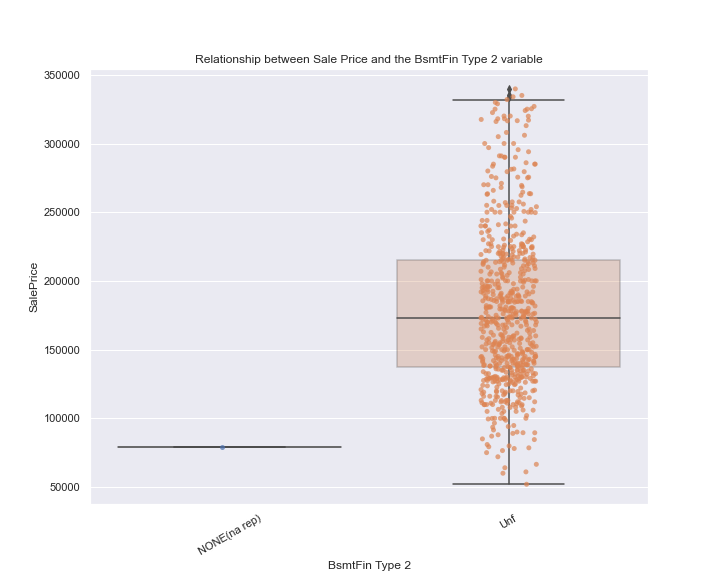 Relationship between Sale Price and the BsmtFin Type 2 variable
350000
300000
250000
200000
150000
100000
50000
SalePrice
NONE(na rep)
Unf
BsmtFin Type 2